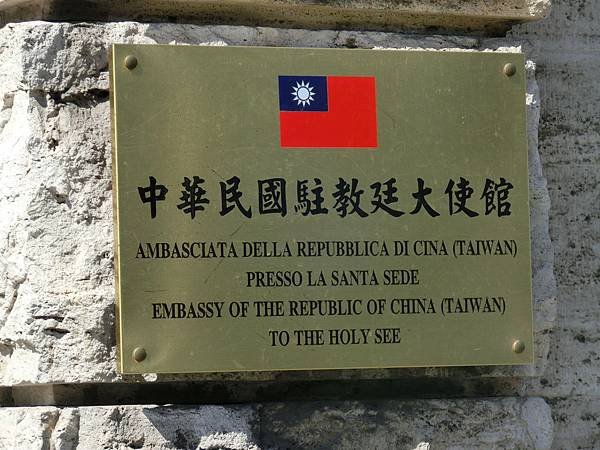 中華民國駐教廷大使館
AMBASCIATA DELLA REPUBBLICA DI CINA (TAIWAN)
PRESSO LA SANTA SEDE
EMBASSY OF THE REPUBLIC OF CHINA (TAIWAN)
TO THE HOLY SEE